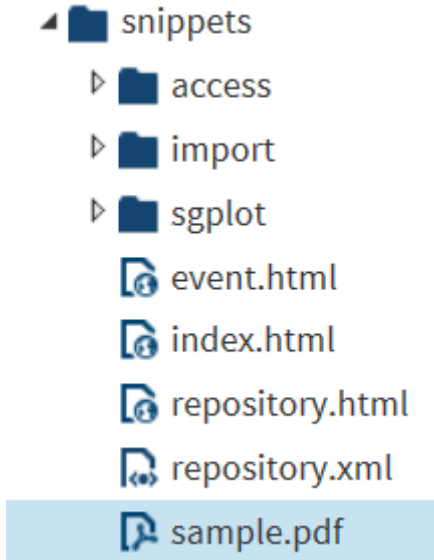 snippets
access
import
sgplot
event.html
index.html
repository.html
repository.xml
sample.pdf